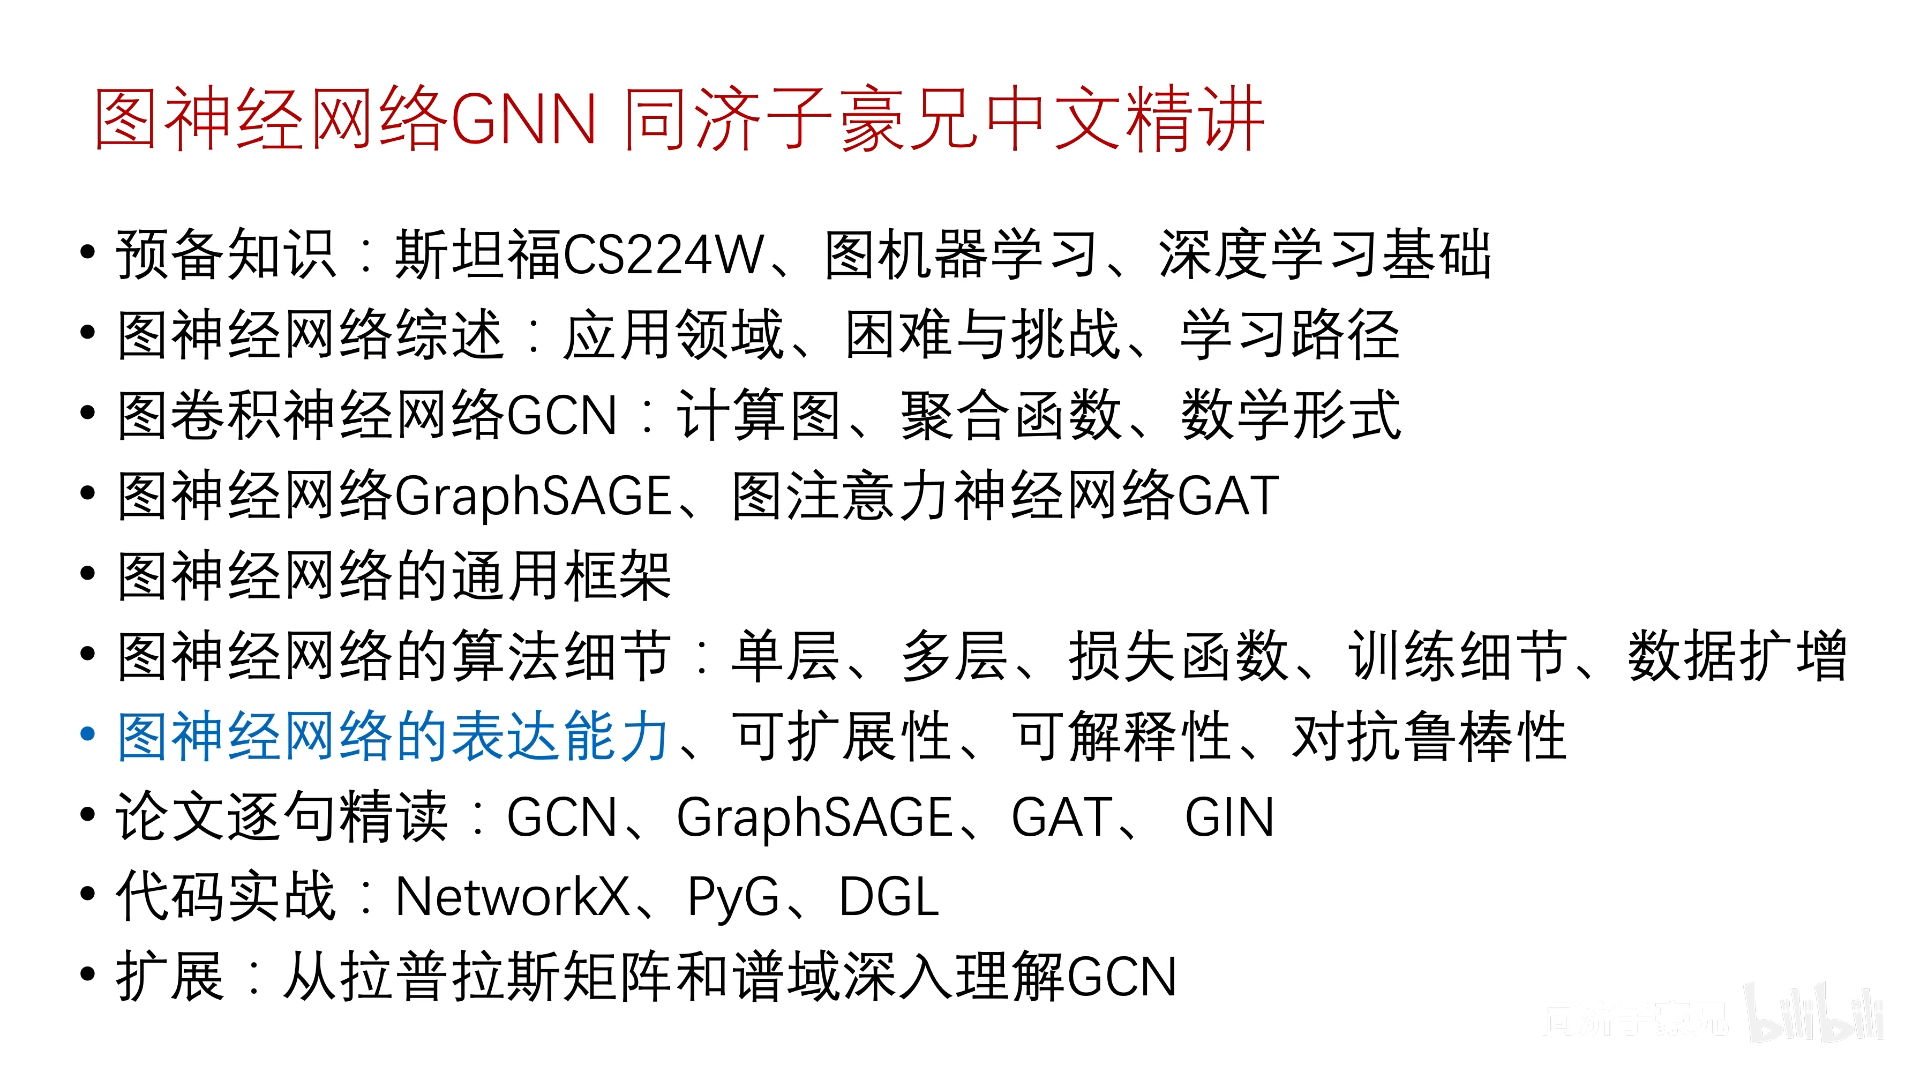 图神经网络GNN 同济子豪兄中文精讲
• 预备知识：斯坦福CS224W、图机器学习、深度学习基础
• 图神经网络综述：应用领域、困难与挑战、学习路径
• 图卷积神经网络GCN：计算图、聚合函数、数学形式
• 图神经网络GraphSAGE、图注意力神经网络GAT
• 图神经网络的通用框架
• 图神经网络的算法细节：单层、多层、损失函数、训练细节、数据扩增
• 图神经网络的表达能力、可扩展性、可解释性、对抗鲁棒性
• 论文逐句精读：GCN、GraphSAGE、GAT、 GIN
• 代码实战：NetworkX、PyG、DGL
• 扩展：从拉普拉斯矩阵和谱域深入理解GCN
同济子豪兄 bilibili